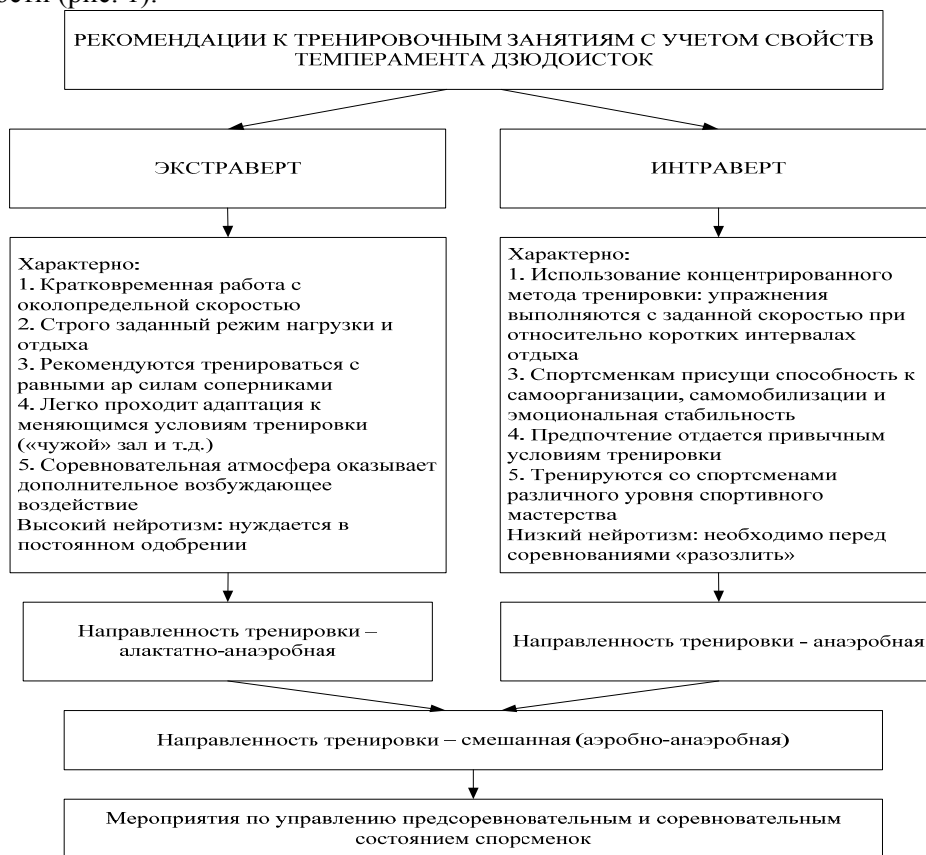 ости (рис. 1).
РЕКОМЕНДАЦИИ К ТРЕНИРОВОЧНЫМ ЗАНЯТИЯМ С УЧЕТОМ СВОЙСТВ
ТЕМПЕРАМЕНТА ДЗЮДОИСТОК
ЭКСТРАВЕРТ
Характерно:
1. Кратковременная работа с
околопредельной скоростью
2. Строго заданный режим нагрузки и
отдыха
3. Рекомендуются тренироваться с
равными ар силам соперниками
4. Легко проходит адаптация к
меняющимся условиям тренировки
(«чужой» зал и т.д.)
5. Соревновательная атмосфера оказывает
дополнительное возбуждающее
воздействие
Высокий нейротизм: нуждается в
постоянном одобрении
Направленность тренировки –
алактатно-анаэробная
ИНТРАВЕРТ
Характерно:
1. Использование концентрированного
метода тренировки: упражнения
выполняются с заданной скоростью при
относительно коротких интервалах
отдыха
3. Спортсменкам присущи способность к
самоорганизации, самомобилизации и
эмоциональная стабильность
4. Предпочтение отдается привычным
условиям тренировки
5. Тренируются со спортсменами
различного уровня спортивного
мастерства
Низкий нейротизм: необходимо перед
соревнованиями «разозлить»
Направленность тренировки - анаэробная
Направленность тренировки – смешанная (аэробно-анаэробная)
Мероприятия по управлению предсоревновательным и соревновательным
состоянием спорсменок